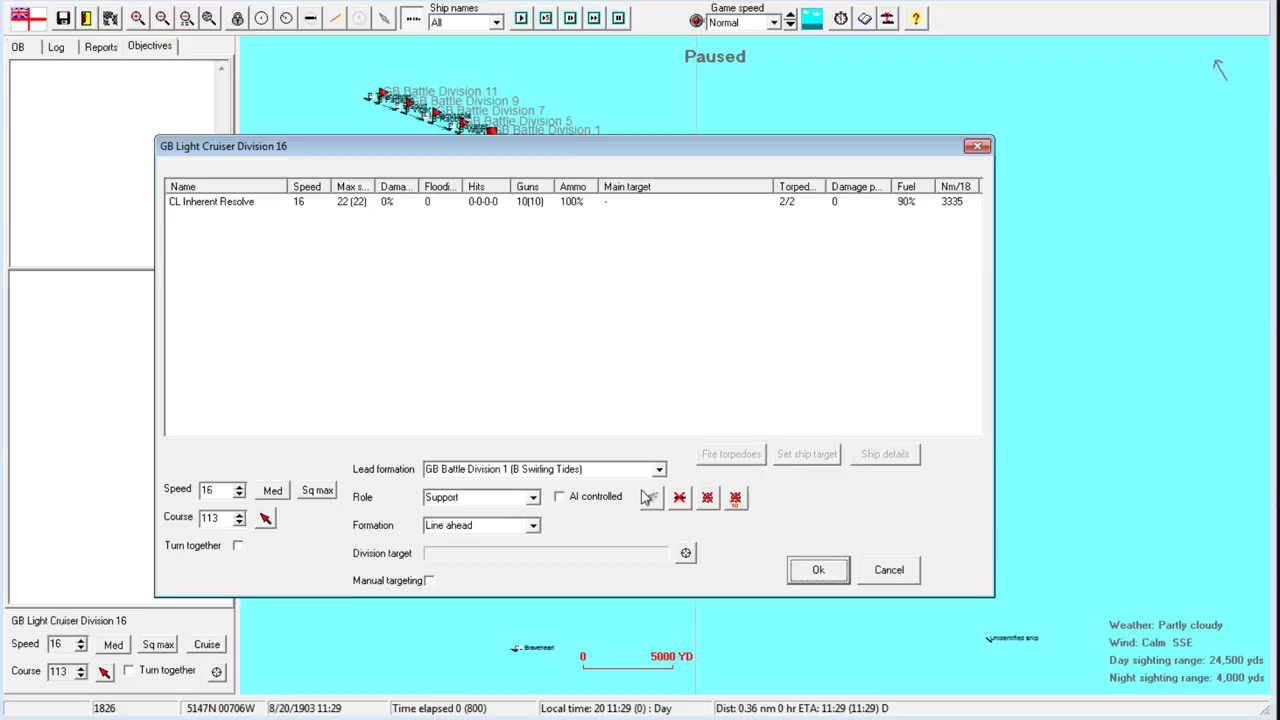 Ship names
All
Game speed
Normal
OB Log Reports Objectives
Paused
GB Battle Division 11
GB Battle Division 9
GB Battle Division 7
GB Battle Division 5
GB Battle Division 1
GB Light Cruiser Division 16
Name Speed Max s... Dama... Floodi... Hits Guns Ammo Main target Torped... Damage p... Fuel Nm/18
CL Inherent Resolve 16 22 (22) 0% 0 0-0-0-0 10(10) 100% - 2/2 0 90% 3335
Fire torpedoes Set ship target Ship details
Lead formation GB Battle Division 1 (B Swirling Tides)
Speed 16 Med Sq max
Role Support AI controlled
10
Course 113
Formation Line ahead
Turn together
Division target
Ok Cancel
Manual targeting
GB Light Cruiser Division 16
Speed 16 Med Sq max Cruise
Course 113 Turn together
Braveheart
Unidentified ship
0 5000 YD
Weather: Partly cloudy
Wind: Calm SSE
Day sighting range: 24,500 yds
Night sighting range: 4,000 yds
1826 5147N 00706W 8/20/1903 11:29 Time elapsed 0 (800) Local time: 20 11:29 (0) : Day Dist: 0.36 nm 0 hr ETA: 11:29 (11:29) D